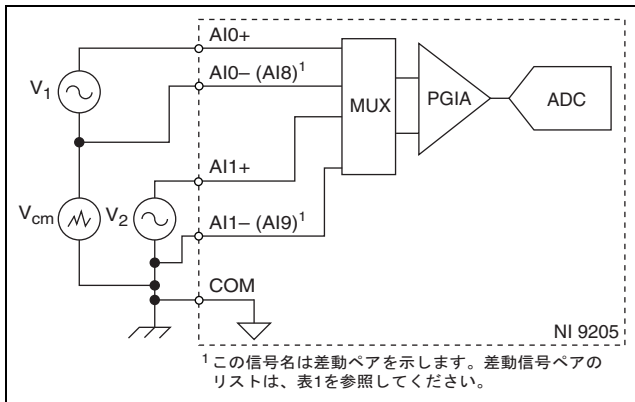 AI0+
AI0– (AI8)¹
V₁
MUX
PGIA
ADC
AI1+
Vcm
V₂
AI1– (AI9)¹
COM
NI 9205
¹この信号名は差動ペアを示します。差動信号ペアの
リストは、表1を参照してください。